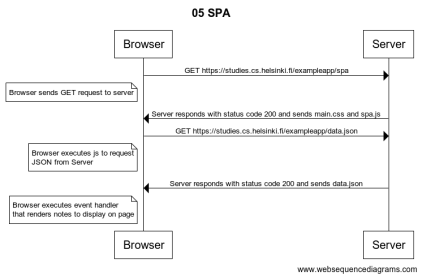 05 SPA
Browser
Server
GET https://studies.cs.helsinki.fi/exampleapp/spa
Browser sends GET request to server
Server responds with status code 200 and sends main.css and spa.js
GET https://studies.cs.helsinki.fi/exampleapp/data.json
Browser executes js to request
JSON from Server
Server responds with status code 200 and sends data.json
Browser executes event handler
that renders notes to display on page
Browser
Server
www.websequencediagrams.com